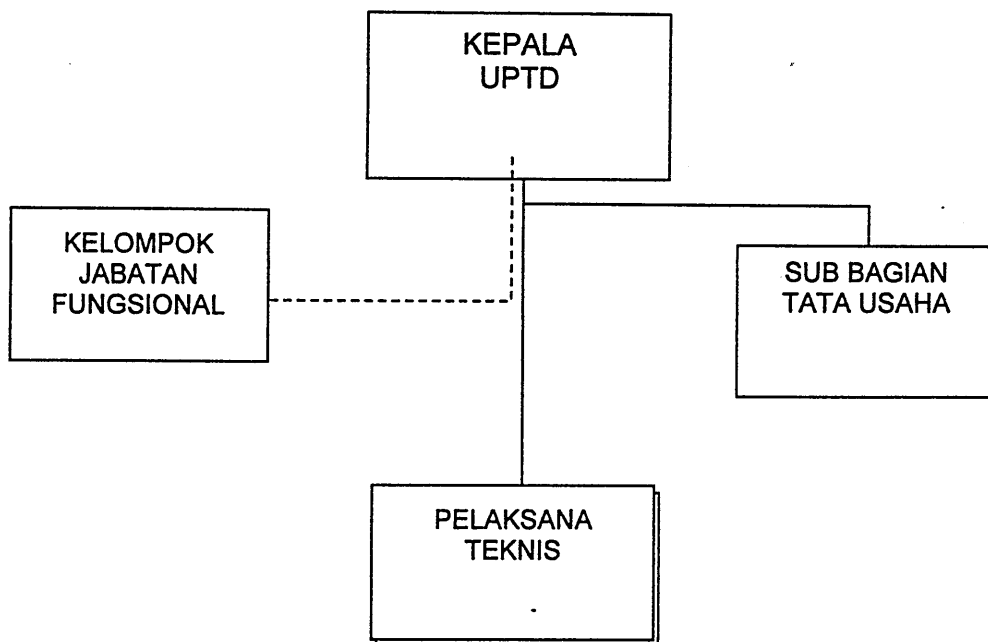 KEPALA
UPTD
KELOMPOK
JABATAN
FUNGSIONAL
SUB BAGIAN
TATA USAHA
PELAKSANA
TEKNIS